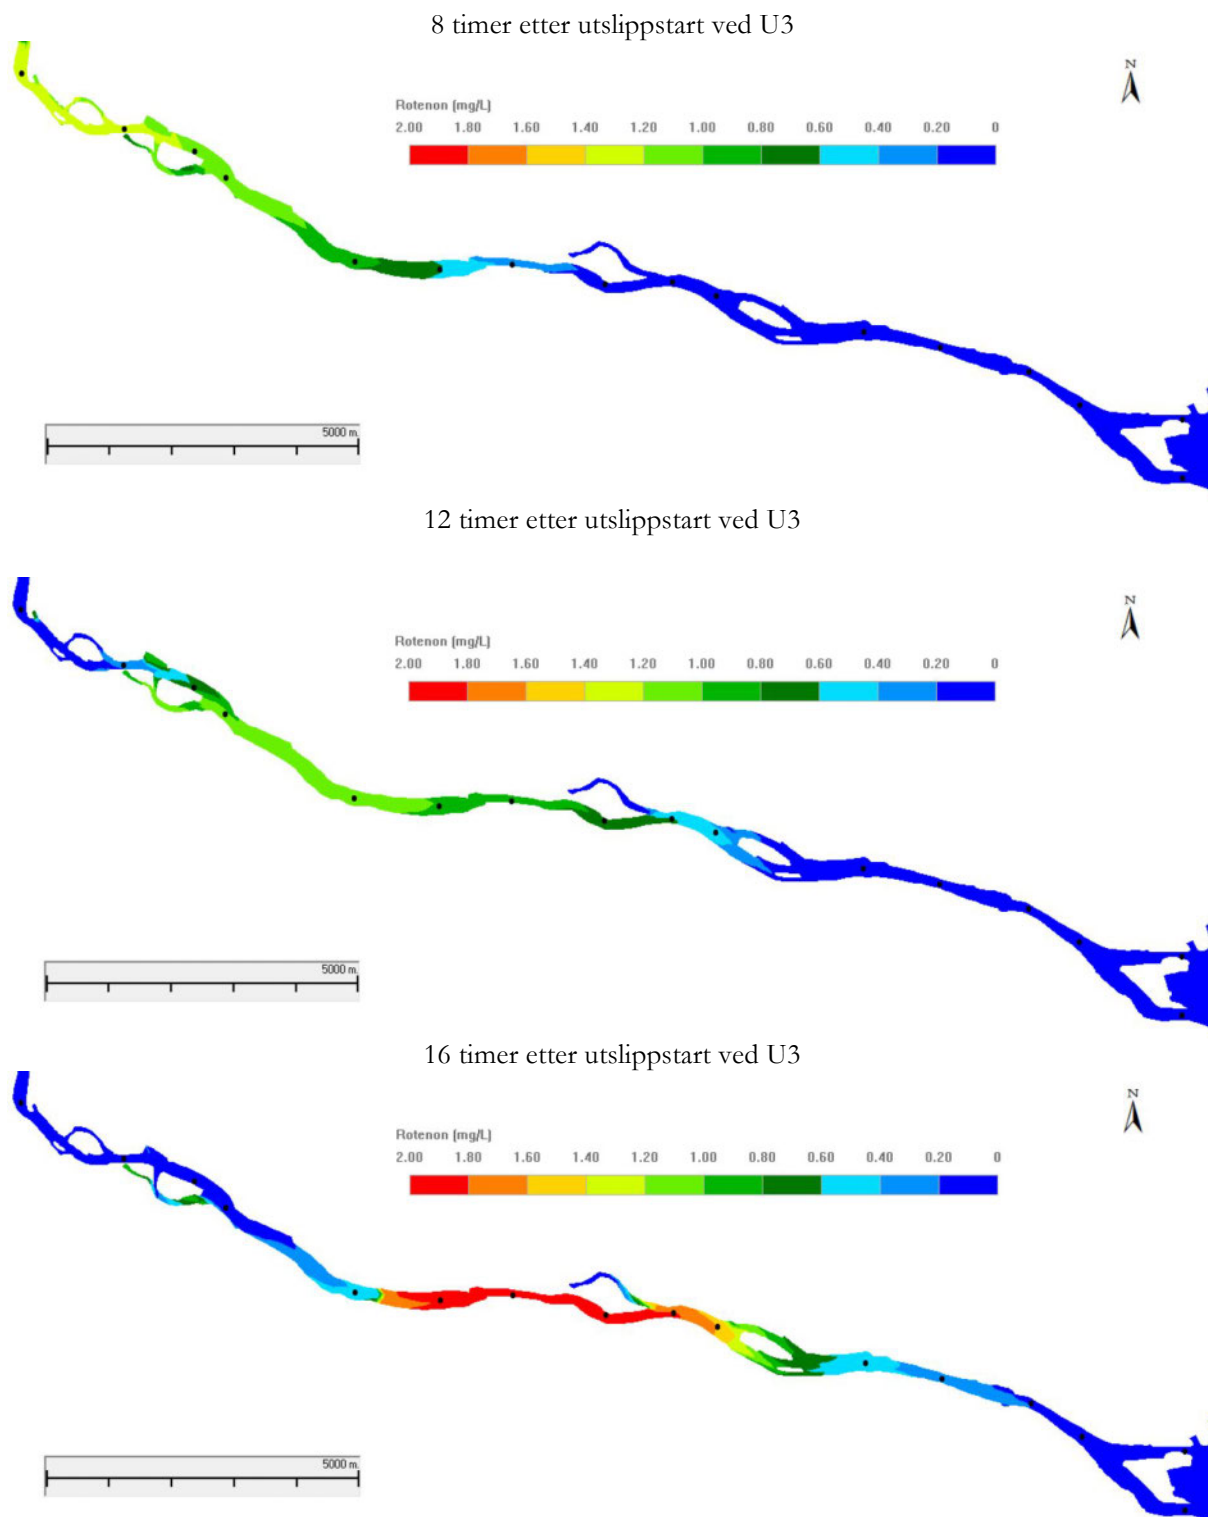 8 timer etter utslippstart ved U3
N
Rotenon (mg/L)
2.00 1.80 1.60 1.40 1.20 1.00 0.80 0.60 0.40 0.20 0
5000 m
12 timer etter utslippstart ved U3
N
Rotenon (mg/L)
2.00 1.80 1.60 1.40 1.20 1.00 0.80 0.60 0.40 0.20 0
5000 m
16 timer etter utslippstart ved U3
N
Rotenon (mg/L)
2.00 1.80 1.60 1.40 1.20 1.00 0.80 0.60 0.40 0.20 0
5000 m